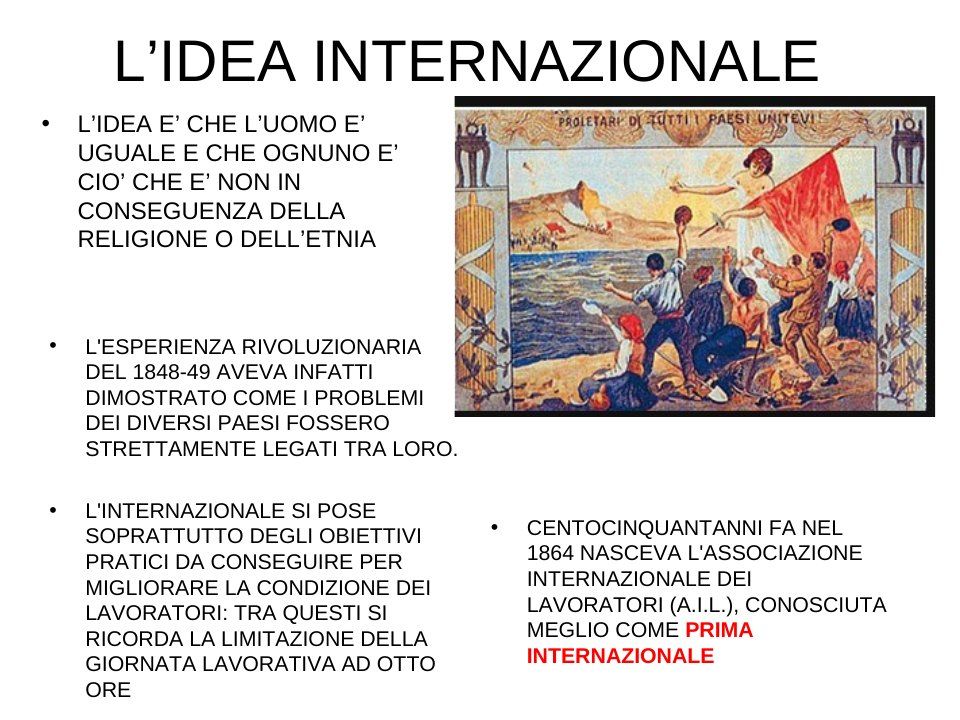 L’IDEA INTERNAZIONALE
• L’IDEA E’ CHE L’UOMO E’
UGUALE E CHE OGNUNO E’
CIO’ CHE E’ NON IN
CONSEGUENZA DELLA
RELIGIONE O DELL’ETNIA
PROLETARI DI TUTTI I PAESI UNITEVI!
• L'ESPERIENZA RIVOLUZIONARIA
DEL 1848-49 AVEVA INFATTI
DIMOSTRATO COME I PROBLEMI
DEI DIVERSI PAESI FOSSERO
STRETTAMENTE LEGATI TRA LORO.
• L'INTERNAZIONALE SI POSE
SOPRATTUTTO DEGLI OBIETTIVI
PRATICI DA CONSEGUIRE PER
MIGLIORARE LA CONDIZIONE DEI
LAVORATORI: TRA QUESTI SI
RICORDA LA LIMITAZIONE DELLA
GIORNATA LAVORATIVA AD OTTO
ORE
• CENTOCINQUANTANNI FA NEL
1864 NASCEVA L'ASSOCIAZIONE
INTERNAZIONALE DEI
LAVORATORI (A.I.L.), CONOSCIUTA
MEGLIO COME PRIMA
INTERNAZIONALE